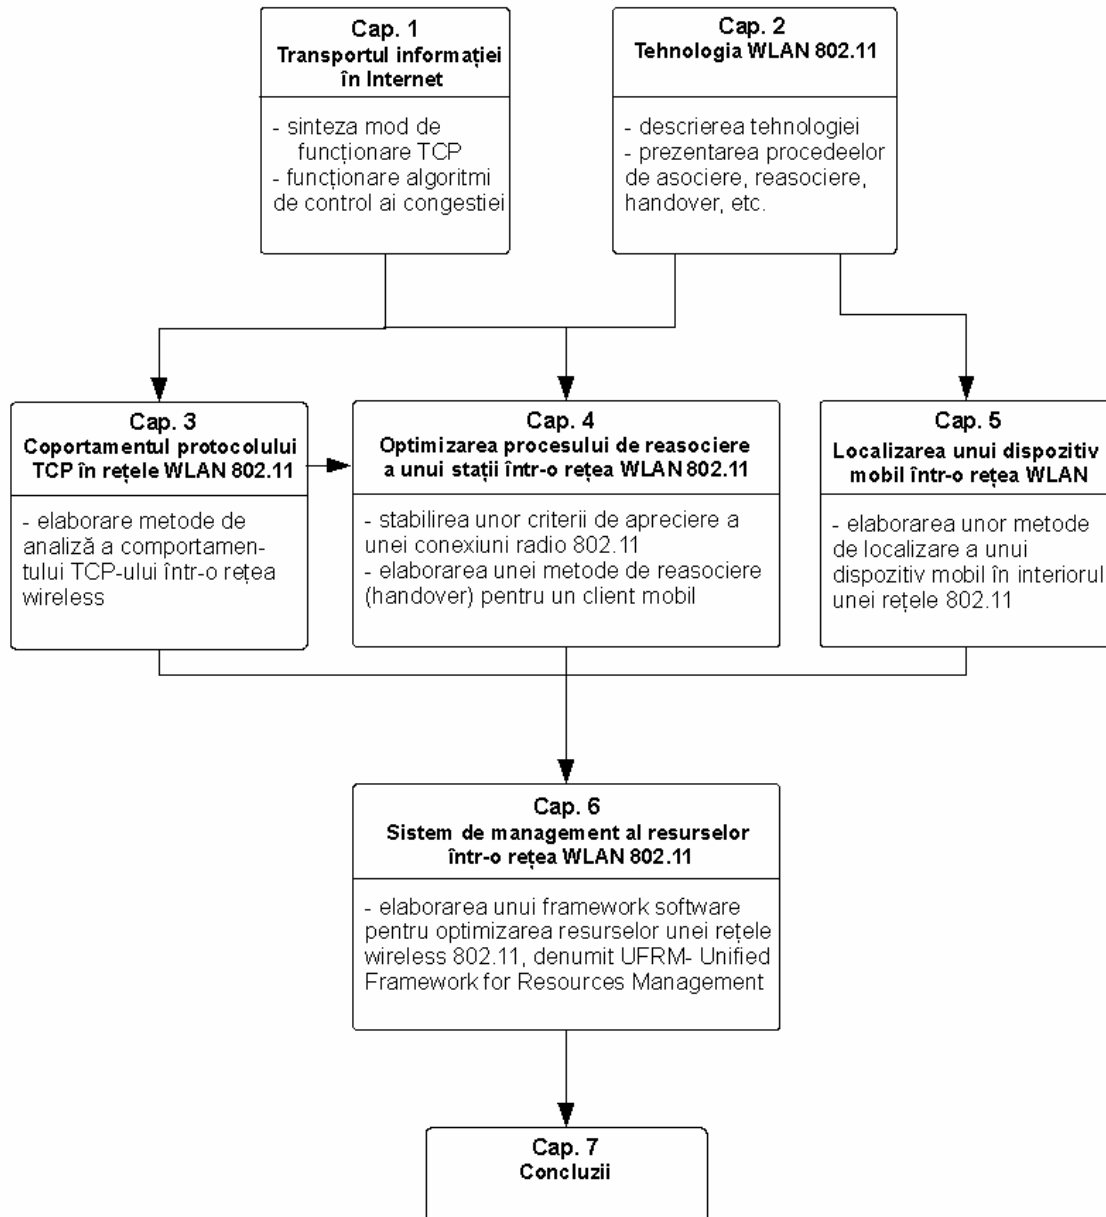 Cap. 1
Transportul informației
în Internet
- sinteza mod de
funcționare TCP
- funcționare algoritmi
de control ai congestiei
Cap. 2
Tehnologia WLAN 802.11
- descrierea tehnologiei
- prezentarea procedeelor
de asociere, reasociere,
handover, etc.
Cap. 3
Coportamentul protocolului
TCP în rețele WLAN 802.11
- elaborare metode de
analiză a comportamen-
tului TCP-ului într-o rețea
wireless
Cap. 4
Optimizarea procesului de reasociere
a unui stații într-o rețea WLAN 802.11
- stabilirea unor criterii de apreciere a
unei conexiuni radio 802.11
- elaborarea unei metode de reasociere
(handover) pentru un client mobil
Cap. 5
Localizarea unui dispozitiv
mobil într-o rețea WLAN
- elaborarea unor metode
de localizare a unui
dispozitiv mobil în interiorul
unei rețele 802.11
Cap. 6
Sistem de management al resurselor
într-o rețea WLAN 802.11
- elaborarea unui framework software
pentru optimizarea resurselor unei rețele
wireless 802.11, denumit UFRM- Unified
Framework for Resources Management
Cap. 7
Concluzii